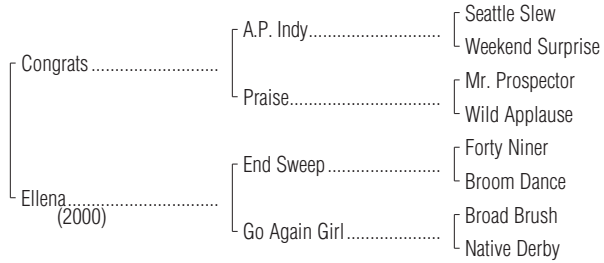 Seattle Slew
A.P. Indy
Weekend Surprise
Congrats
Mr. Prospector
Praise
Wild Applause
Forty Niner
End Sweep
Broom Dance
Ellena
(2000)
Broad Brush
Go Again Girl
Native Derby